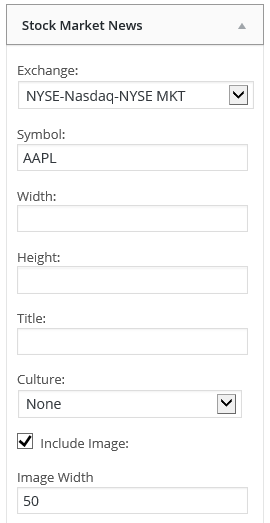 Stock Market News
Exchange:
NYSE-Nasdaq-NYSE MKT
Symbol:
AAPL
Width:
Height:
Title:
Culture:
None
Include Image:
Image Width
50